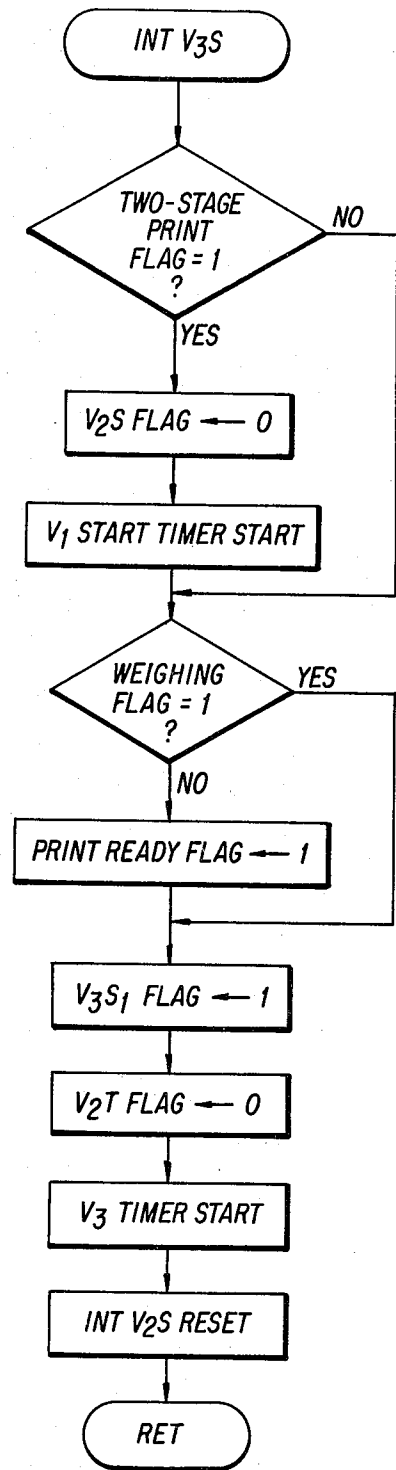 INT V3S
TWO-STAGE
PRINT
FLAG = 1
?
NO
YES
V2S FLAG ← 0
V1 START TIMER START
WEIGHING
FLAG = 1
?
YES
NO
PRINT READY FLAG ← 1
V3S1 FLAG ← 1
V2T FLAG ← 0
V3 TIMER START
INT V2S RESET
RET